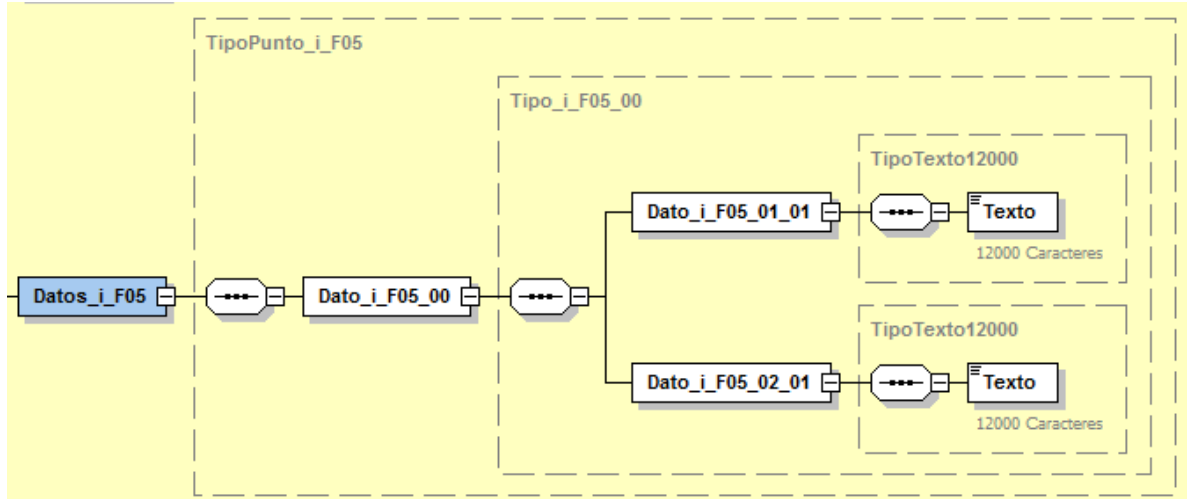 TipoPunto_i_F05
Tipo_i_F05_00
TipoTexto12000
Dato_i_F05_01_01
Texto
12000 Caracteres
Datos_i_F05
Dato_i_F05_00
TipoTexto12000
Dato_i_F05_02_01
Texto
12000 Caracteres